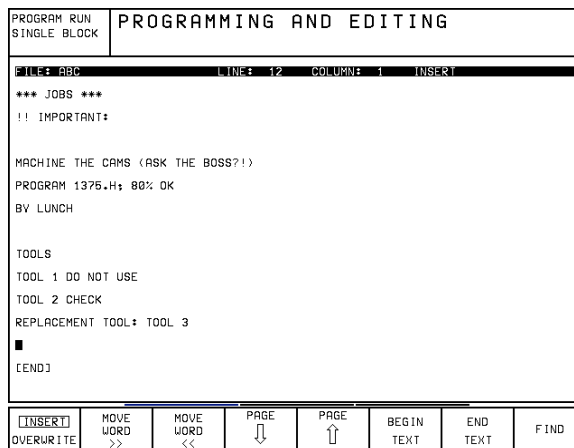 PROGRAM RUN
SINGLE BLOCK
PROGRAMMING AND EDITING
FILE: ABC LINE: 12 COLUMN: 1 INSERT
*** JOBS ***
!! IMPORTANT:
MACHINE THE CAMS (ASK THE BOSS?!)
PROGRAM 1375.H; 80% OK
BY LUNCH
TOOLS
TOOL 1 DO NOT USE
TOOL 2 CHECK
REPLACEMENT TOOL: TOOL 3
[END]
INSERT
OVERWRITE
MOVE
WORD
>>
MOVE
WORD
<<
PAGE
⇩
PAGE
⇧
BEGIN
TEXT
END
TEXT
FIND